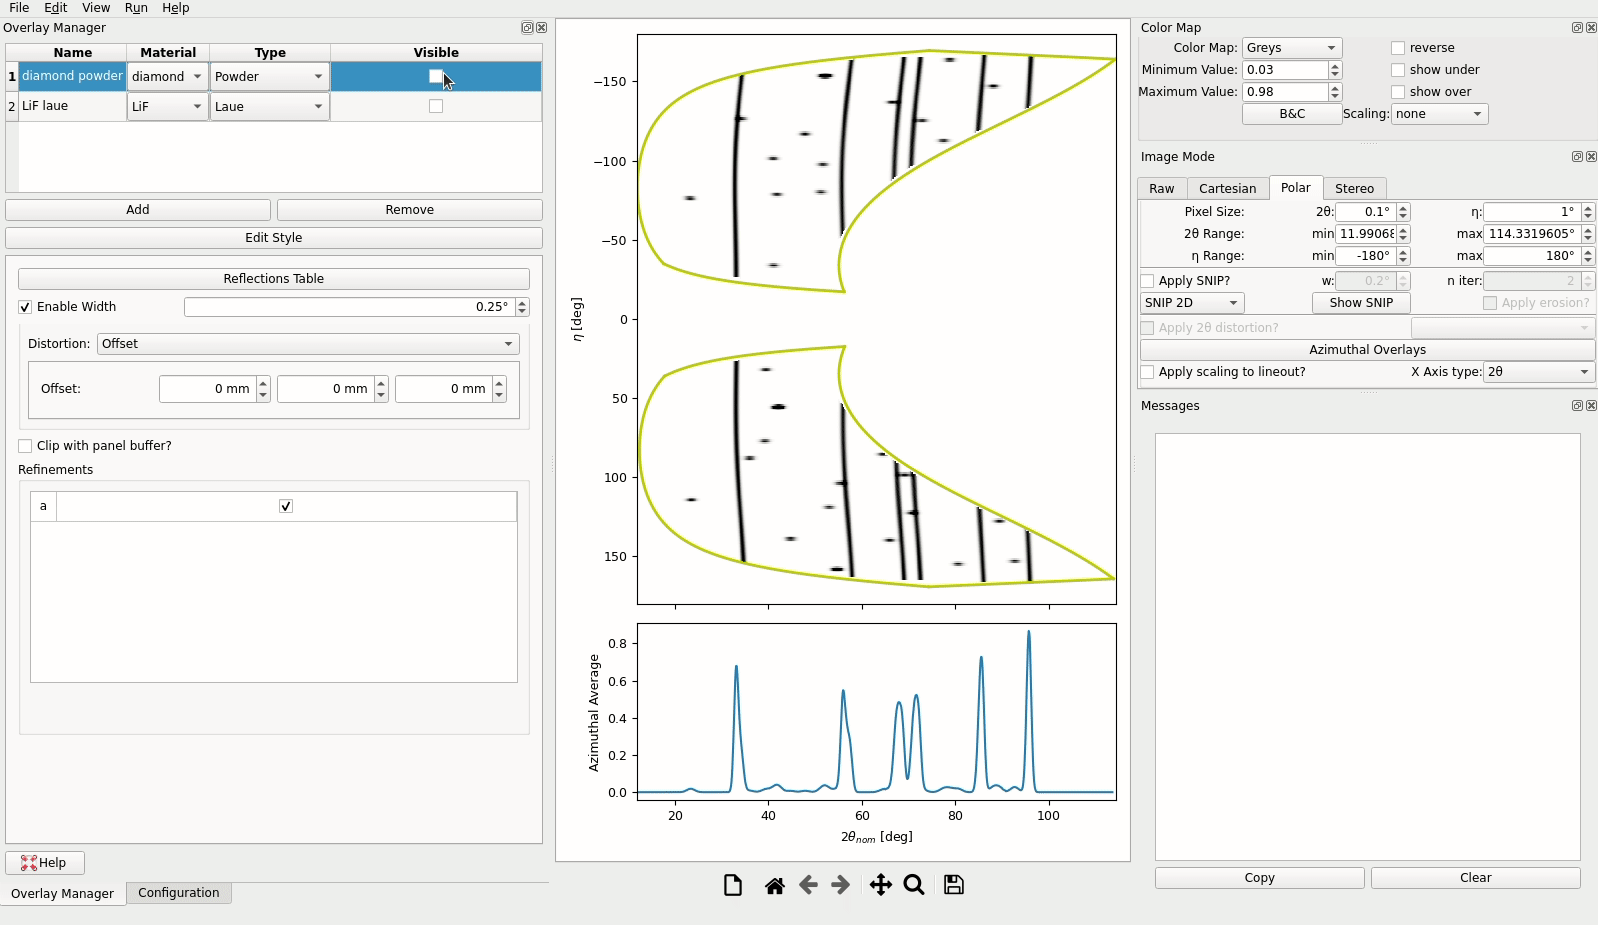 File Edit View Run Help
Overlay Manager
Name Material Type Visible
1 diamond powder diamond Powder
2 LiF laue LiF Laue
Add Remove
Edit Style
Reflections Table
Enable Width 0.25°
Distortion: Offset
Offset: 0 mm 0 mm 0 mm
Clip with panel buffer?
Refinements
a
Help
Overlay Manager Configuration
−150
−100
−50
0
50
100
150
η [deg]
0.8
0.6
0.4
0.2
0.0
Azimuthal Average
20 40 60 80 100
2θnom [deg]
Color Map
Color Map: Greys reverse
Minimum Value: 0.03 show under
Maximum Value: 0.98 show over
B&C Scaling: none
Image Mode
Raw Cartesian Polar Stereo
Pixel Size: 2θ: 0.1° η: 1°
2θ Range: min 11.99068 max 114.3319605°
η Range: min -180° max 180°
Apply SNIP? w: 0.2° n iter: 2
SNIP 2D Show SNIP Apply erosion?
Apply 2θ distortion?
Azimuthal Overlays
Apply scaling to lineout? X Axis type: 2θ
Messages
Copy Clear